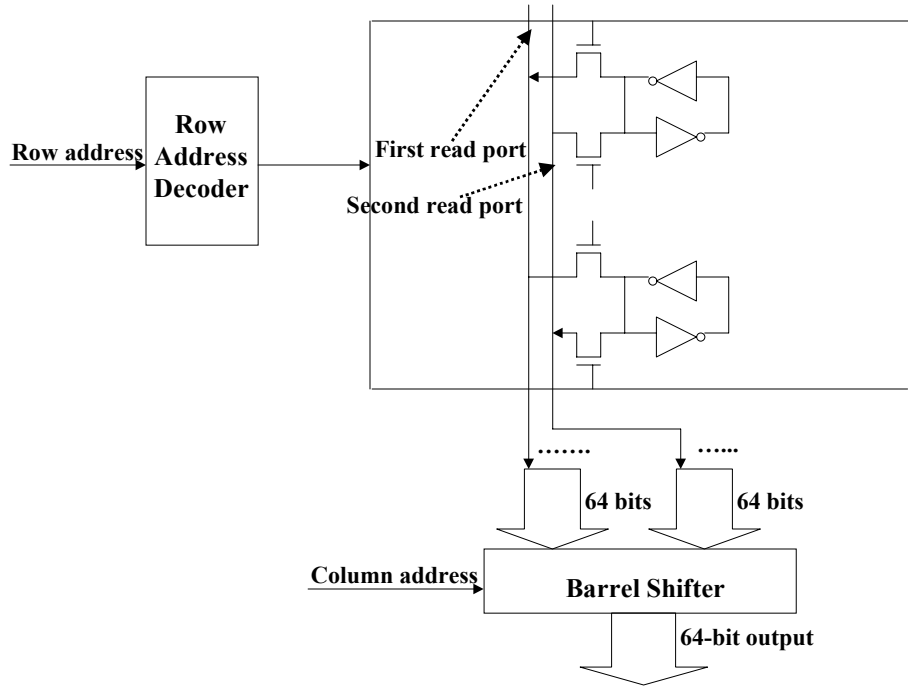 Row address
Row
Address
Decoder
First read port
Second read port
.......
......
64 bits
64 bits
Column address
Barrel Shifter
64-bit output